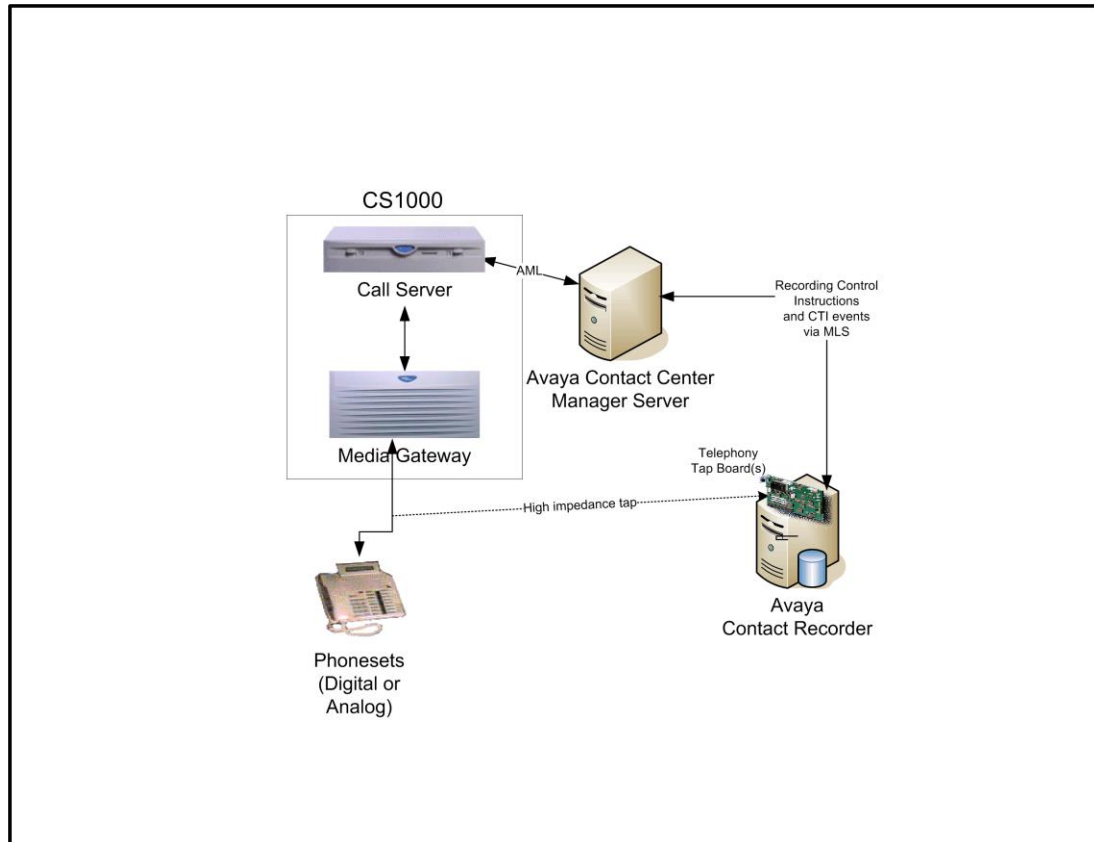 CS1000
Call Server
AML
Media Gateway
Avaya Contact Center
Manager Server
Recording Control
Instructions
and CTI events
via MLS
Telephony
Tap Board(s)
High impedance tap
Phonesets
(Digital or
Analog)
Avaya
Contact Recorder